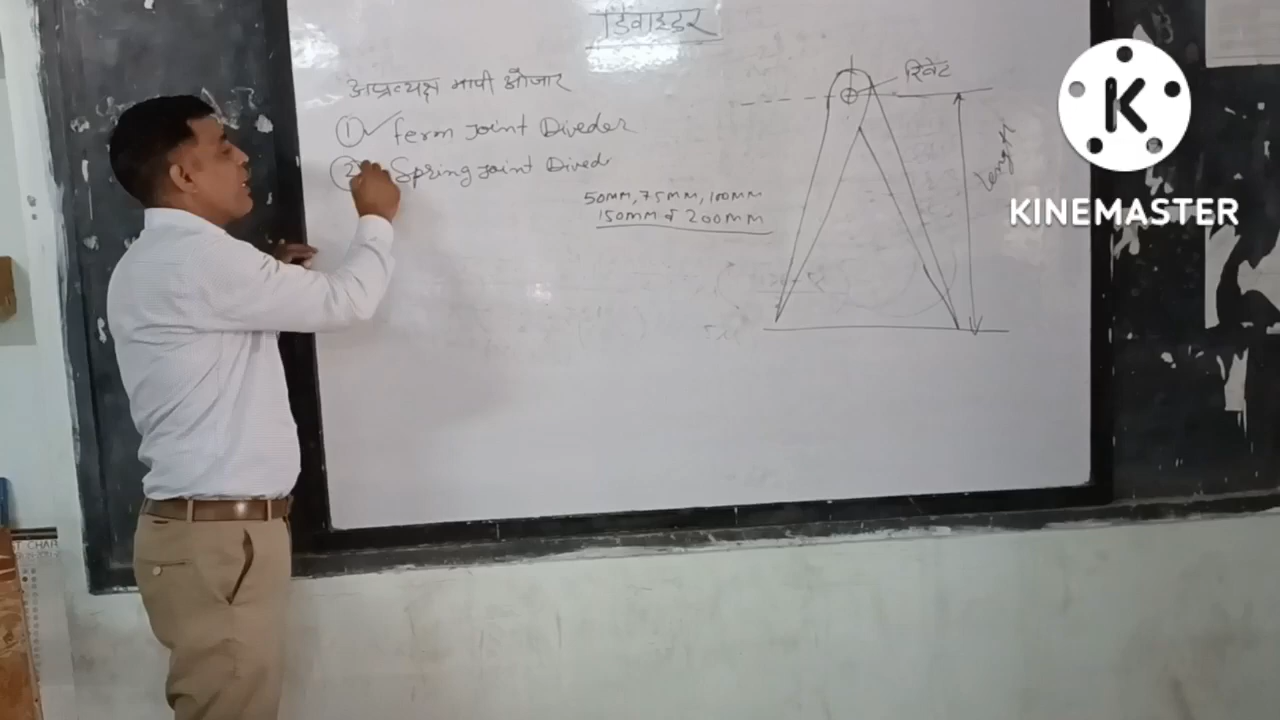 डिवाइडर
अप्रत्यक्ष मापी औजार
① ✓ ferm Joint Diveder
② Spring Joint Dived
50MM, 75MM, 100MM
150MM व 200MM
रिवेट
Length
KINEMASTER
T CHAR